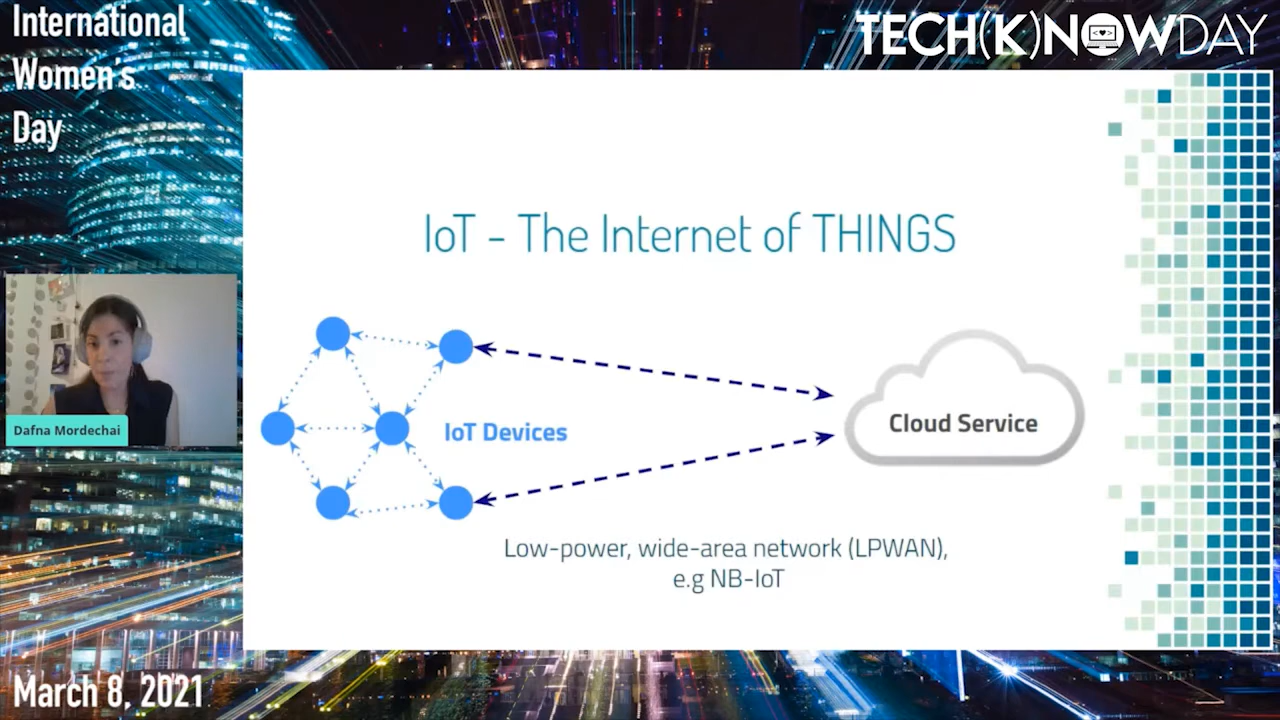 International
Women's
Day
TECH(K)NOWDAY
IoT - The Internet of THINGS
IoT Devices
Cloud Service
Dafna Mordechai
Low-power, wide-area network (LPWAN),
e.g NB-IoT
March 8, 2021